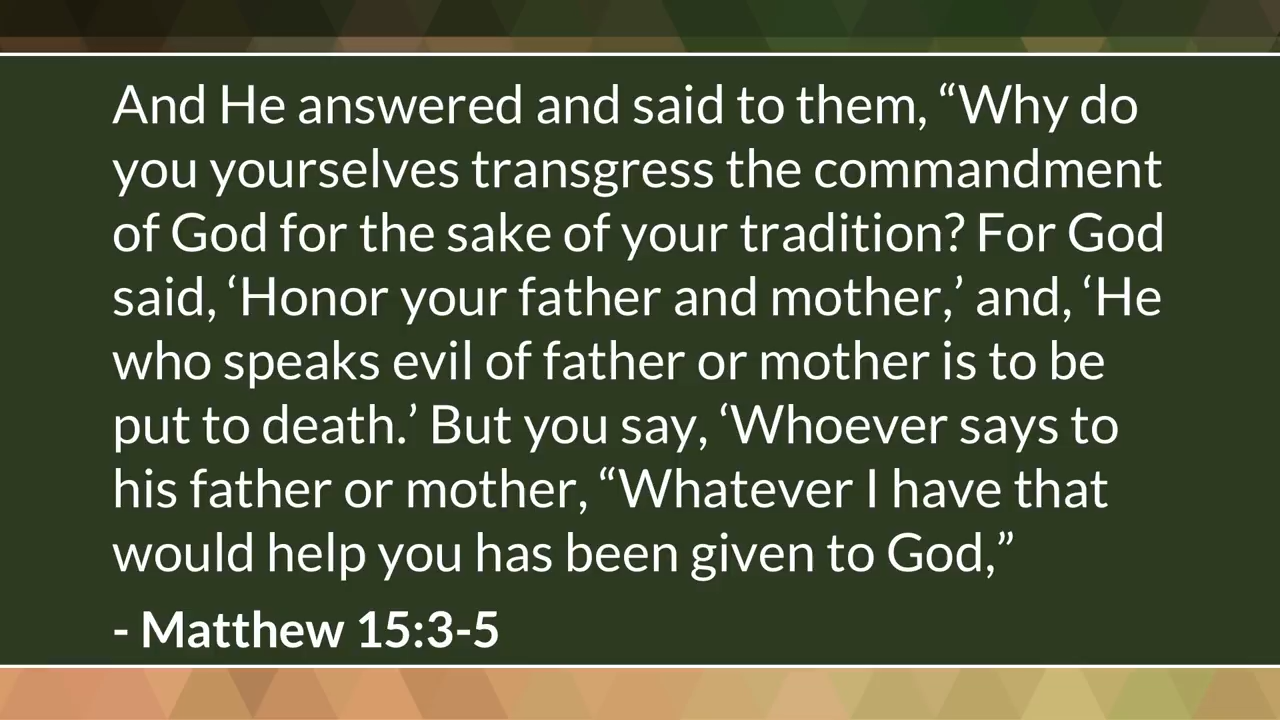 And He answered and said to them, “Why do
you yourselves transgress the commandment
of God for the sake of your tradition? For God
said, ‘Honor your father and mother,’ and, ‘He
who speaks evil of father or mother is to be
put to death.’ But you say, ‘Whoever says to
his father or mother, “Whatever I have that
would help you has been given to God,”
- Matthew 15:3-5